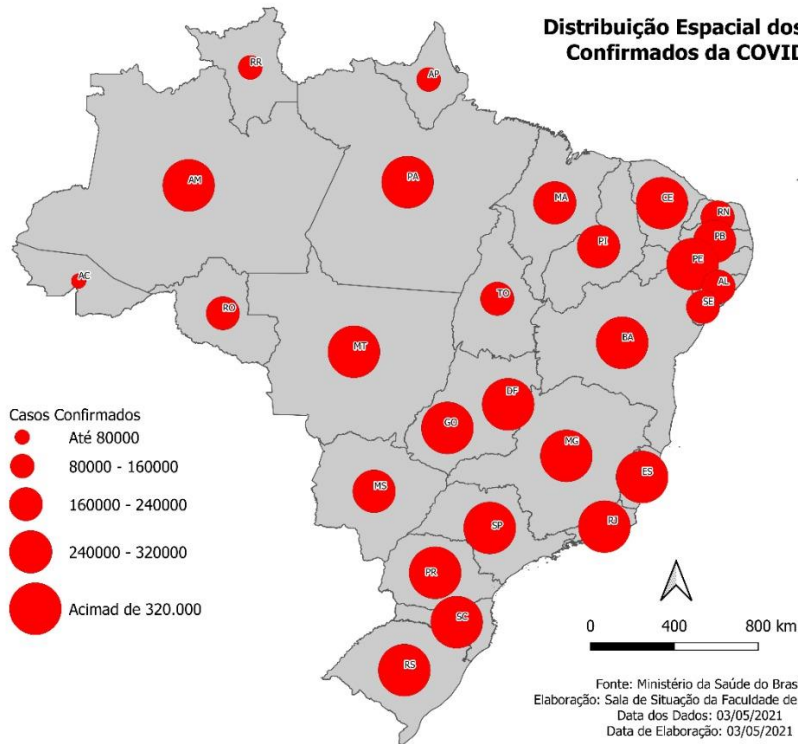 Distribuição Espacial dos
Confirmados da COVID
RR
AP
AM
PA
MA
CE
RN
PB
PI
PE
AL
AC
SE
TO
RO
BA
MT
DF
GO
MG
ES
MS
SP
RJ
PR
SC
RS
Casos Confirmados
Até 80000
80000 - 160000
160000 - 240000
240000 - 320000
Acimad de 320.000
0 400 800 km
Fonte: Ministério da Saúde do Bras
Elaboração: Sala de Situação da Faculdade de
Data dos Dados: 03/05/2021
Data de Elaboração: 03/05/2021